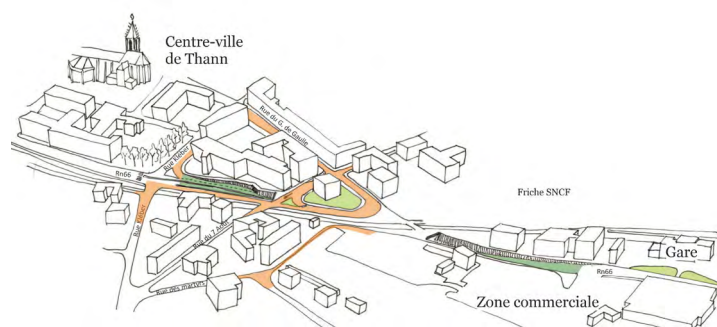 Centre-ville
de Thann
Rue du G. de Gaulle
Rue Kléber
Rn66
Rue Kléber
Rue du 7 Août
Rue des martyrs
Friche SNCF
Gare
Rn66
Zone commerciale